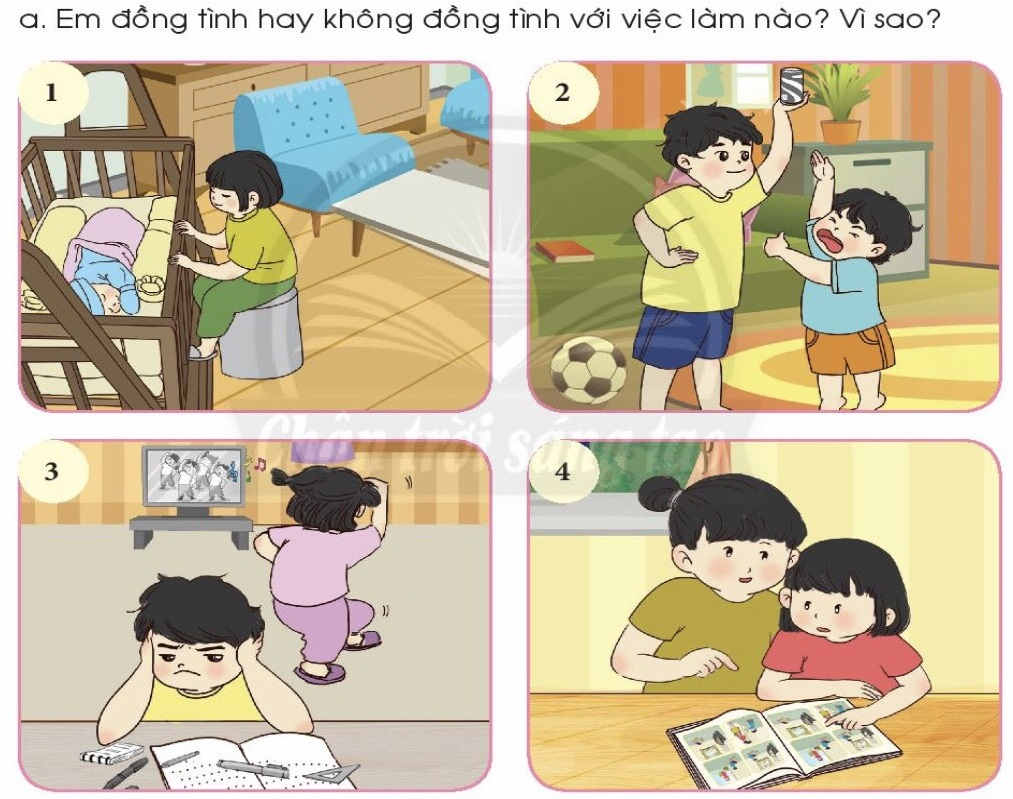 a. Em đồng tình hay không đồng tình với việc làm nào? Vì sao?
1
2
Chân trời sáng tạo
3
4